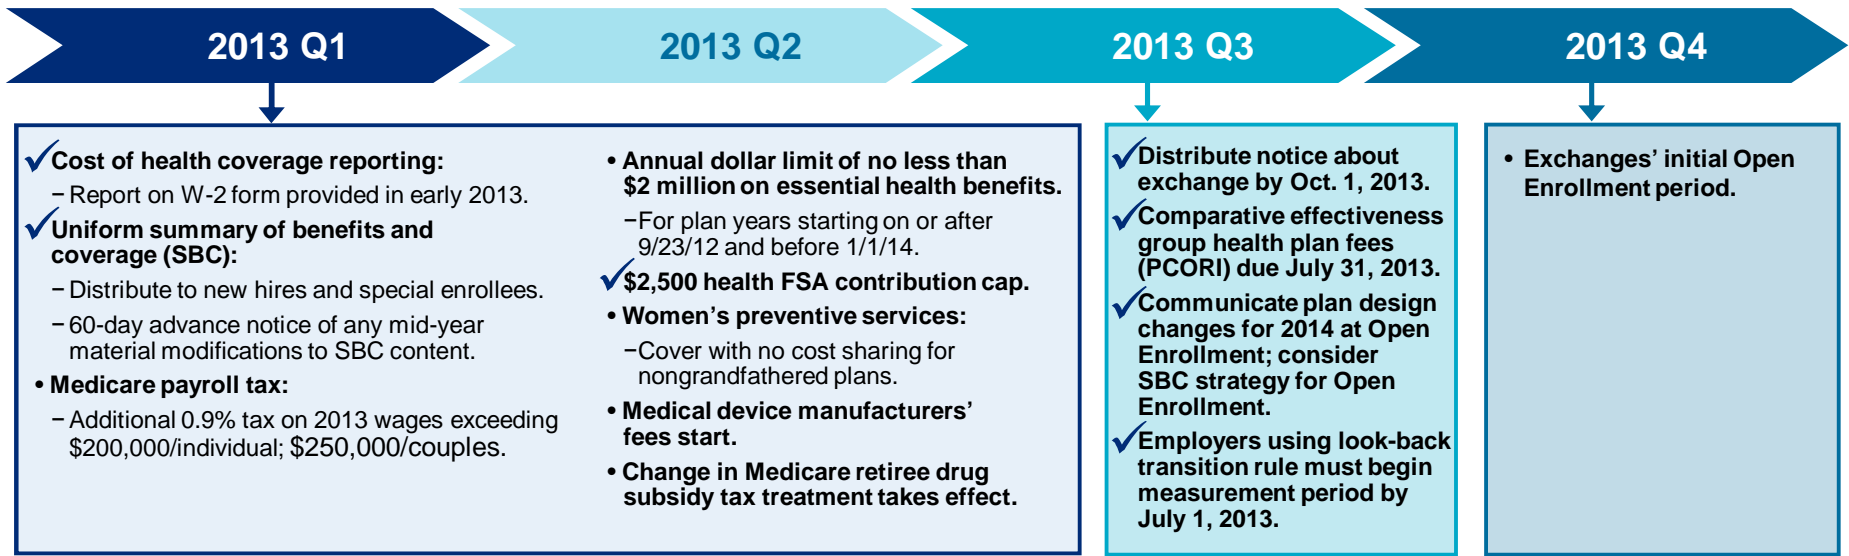 2013 Q1
2013 Q2
2013 Q3
2013 Q4
✓Cost of health coverage reporting:
– Report on W-2 form provided in early 2013.
✓Uniform summary of benefits and
coverage (SBC):
– Distribute to new hires and special enrollees.
– 60-day advance notice of any mid-year
material modifications to SBC content.
• Medicare payroll tax:
– Additional 0.9% tax on 2013 wages exceeding
$200,000/individual; $250,000/couples.
• Annual dollar limit of no less than
$2 million on essential health benefits.
–For plan years starting on or after
9/23/12 and before 1/1/14.
✓$2,500 health FSA contribution cap.
• Women’s preventive services:
–Cover with no cost sharing for
nongrandfathered plans.
• Medical device manufacturers’
fees start.
• Change in Medicare retiree drug
subsidy tax treatment takes effect.
✓Distribute notice about
exchange by Oct. 1, 2013.
✓Comparative effectiveness
group health plan fees
(PCORI) due July 31, 2013.
✓Communicate plan design
changes for 2014 at Open
Enrollment; consider
SBC strategy for Open
Enrollment.
✓Employers using look-back
transition rule must begin
measurement period by
July 1, 2013.
• Exchanges’ initial Open
Enrollment period.